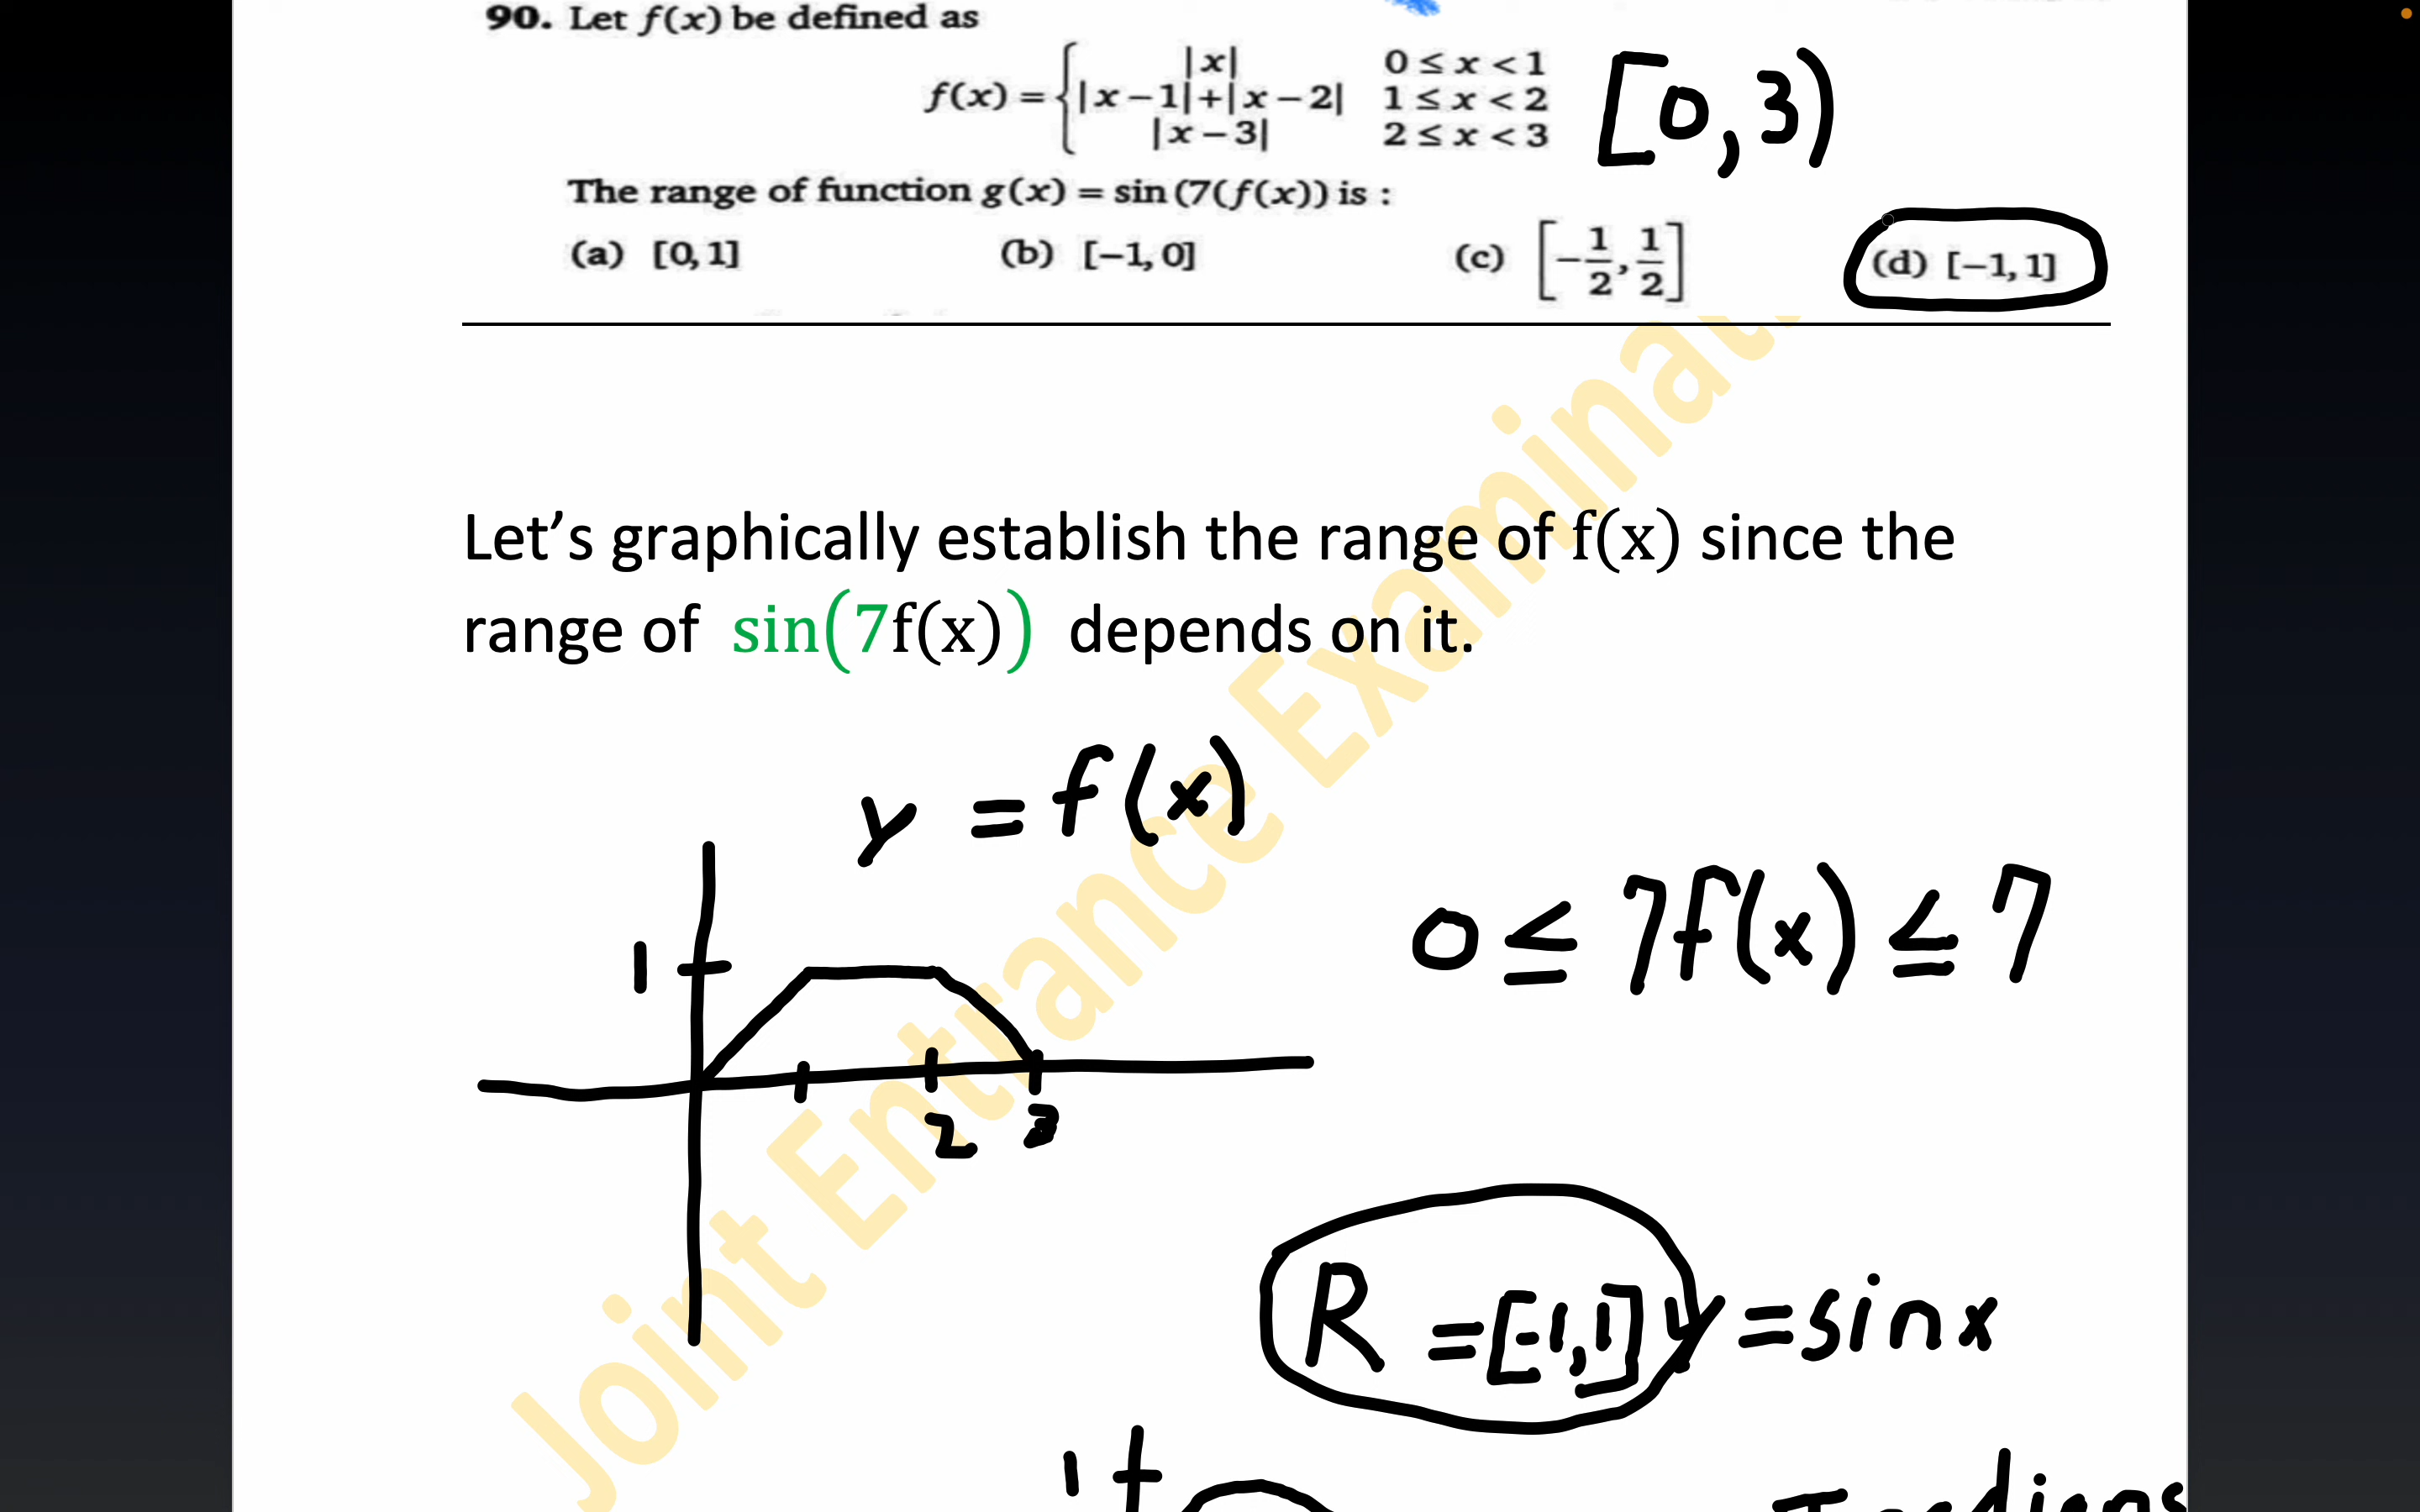 90. Let f(x) be defined as
|x| 0 ≤ x < 1
f(x) = { |x − 1|+|x − 2| 1 ≤ x < 2
|x − 3| 2 ≤ x < 3
[0,3)
The range of function g(x) = sin (7(f(x)) is :
(a) [0, 1] (b) [−1, 0] (c) [−1/2, 1/2] (d) [−1, 1]
Let’s graphically establish the range of f(x) since the
range of sin(7f(x)) depends on it.
y = f(x)
0 ≤ 7f(x) ≤ 7
1
2 3
R = [-1,1] y = sinx
1
Joint Entrance Examinat